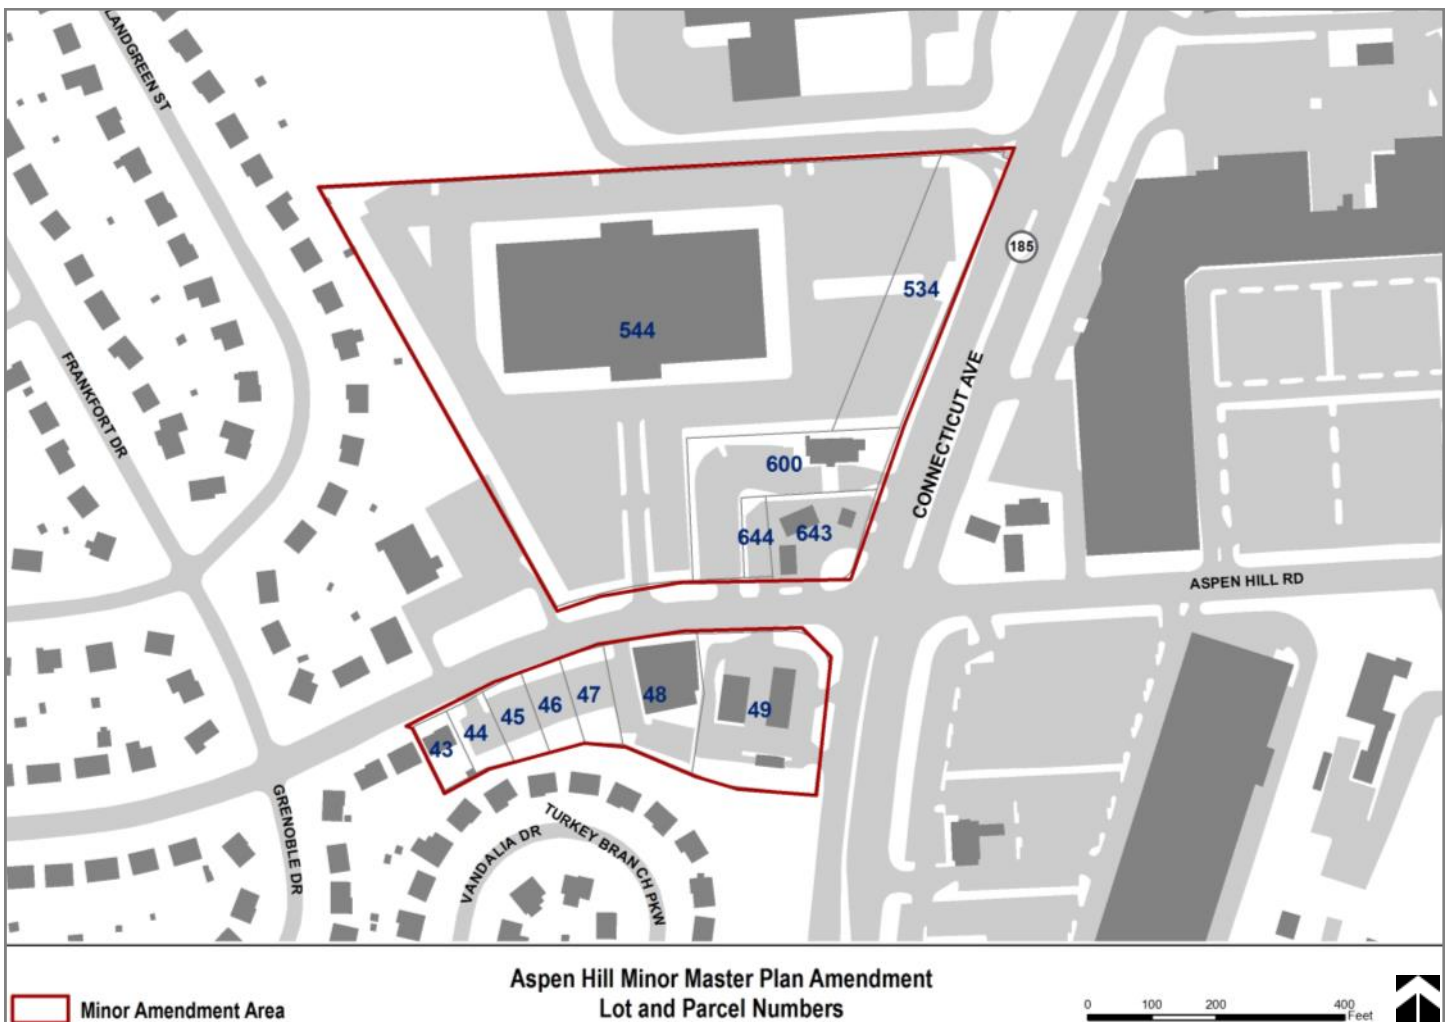 LANDGREEN ST
185
534
544
FRANKFORT DR
CONNECTICUT AVE
600
644
643
ASPEN HILL RD
43
44
45
46
47
48
49
GRENOBLE DR
VANDALIA DR
TURKEY BRANCH PKW
Minor Amendment Area
Aspen Hill Minor Master Plan Amendment
Lot and Parcel Numbers
0 100 200 400
Feet